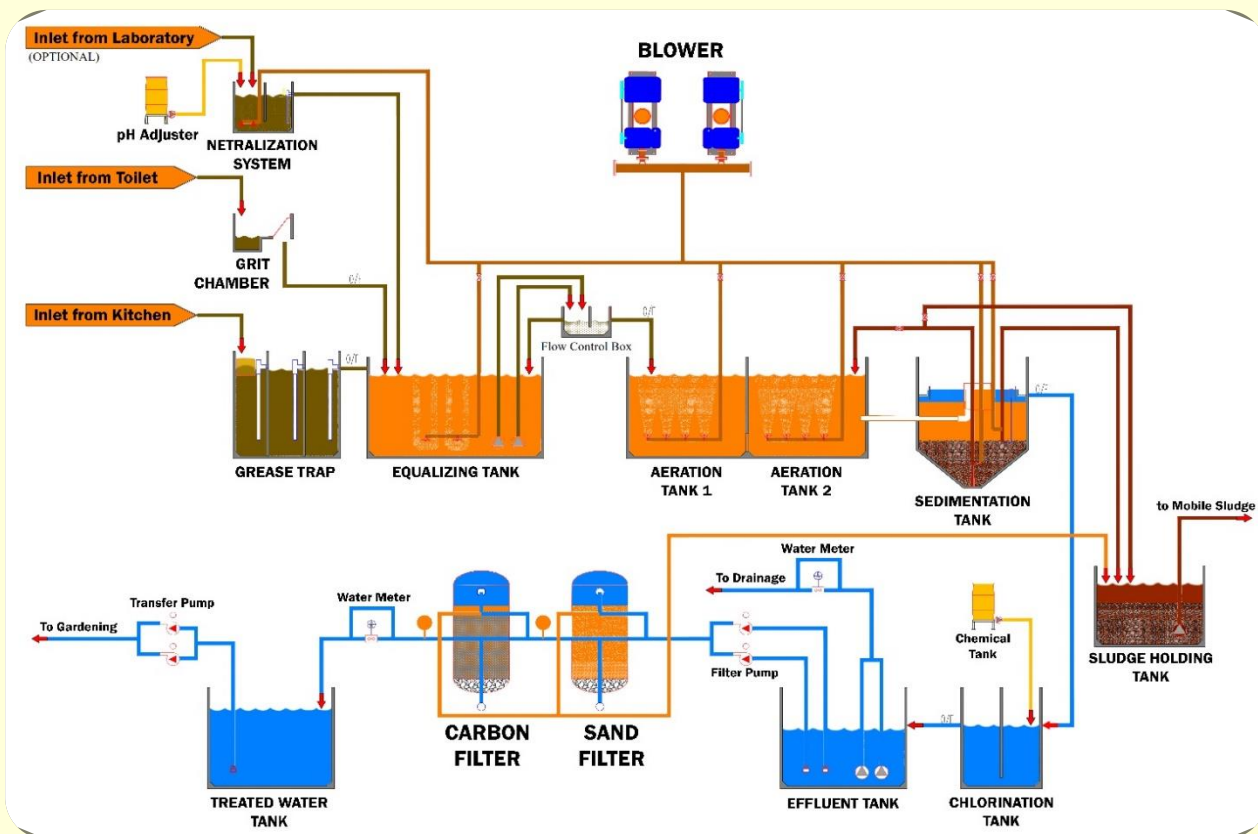 Inlet from Laboratory
(OPTIONAL)
pH Adjuster
NETRALIZATION
SYSTEM
BLOWER
Inlet from Toilet
GRIT
CHAMBER
O/F
Inlet from Kitchen
O/F
Flow Control Box
O/F
GREASE TRAP
EQUALIZING TANK
AERATION
TANK 1
AERATION
TANK 2
SEDIMENTATION
TANK
to Mobile Sludge
Water Meter
To Drainage
Transfer Pump
Water Meter
To Gardening
Filter Pump
Chemical
Tank
SLUDGE HOLDING
TANK
O/F
CARBON
FILTER
SAND
FILTER
TREATED WATER
TANK
EFFLUENT TANK
CHLORINATION
TANK
O/F